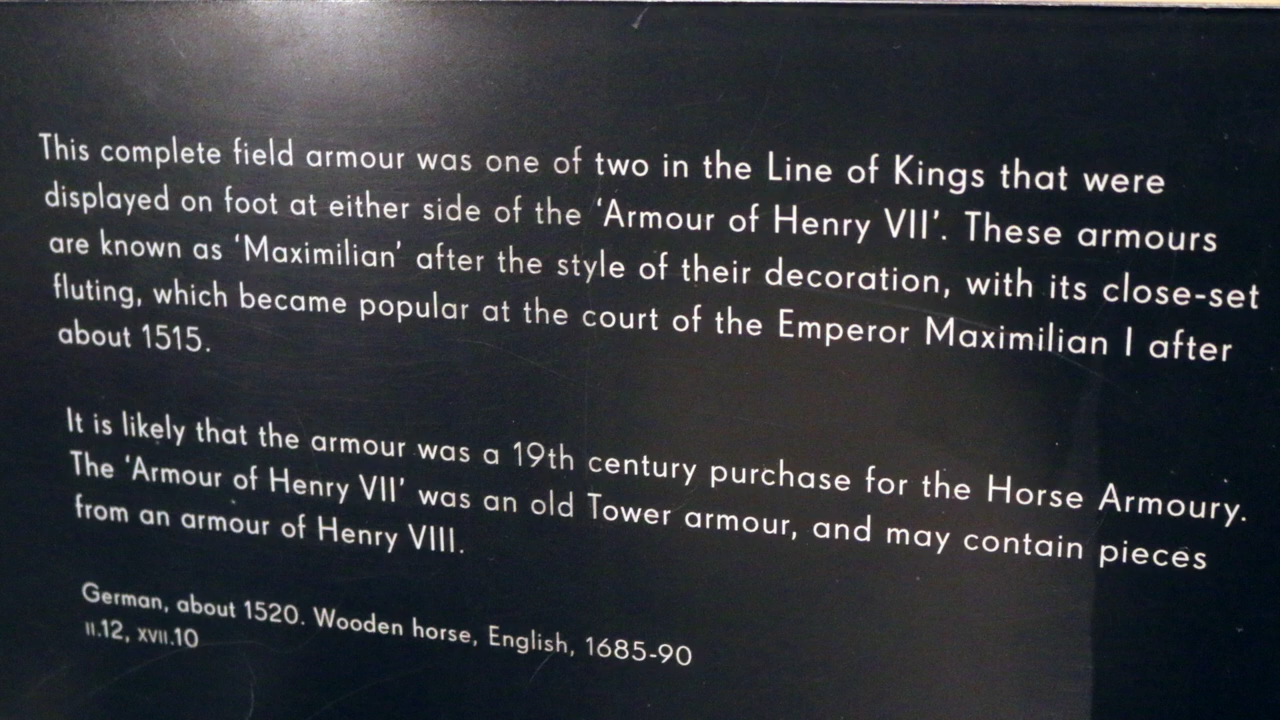 This complete field armour was one of two in the Line of Kings that were
displayed on foot at either side of the ‘Armour of Henry VII’. These armours
are known as ‘Maximilian’ after the style of their decoration, with its close-set
fluting, which became popular at the court of the Emperor Maximilian I after
about 1515.
It is likely that the armour was a 19th century purchase for the Horse Armoury.
The ‘Armour of Henry VII’ was an old Tower armour, and may contain pieces
from an armour of Henry VIII.
German, about 1520. Wooden horse, English, 1685-90
II.12, XVII.10